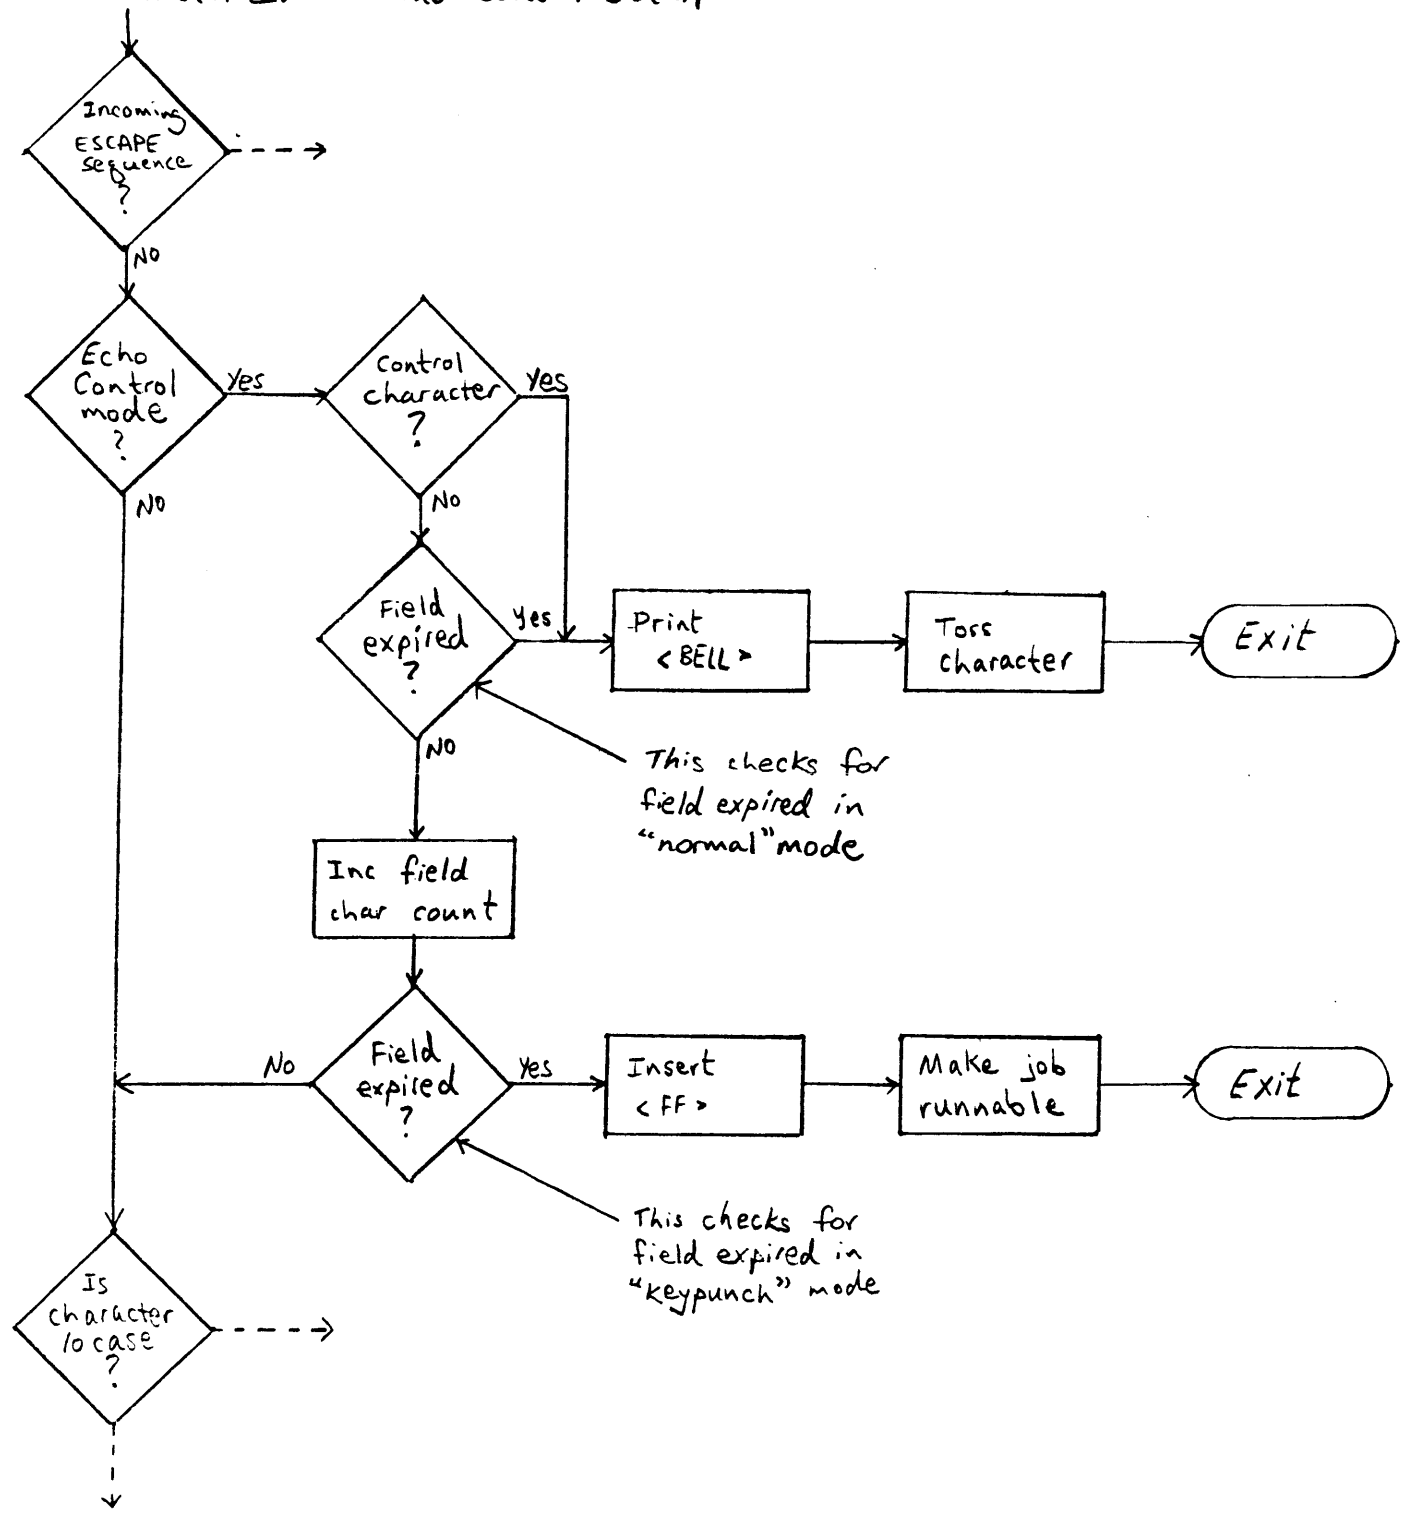 Incoming
ESCAPE
sequence
?
NO
Echo
Control
mode
?
Yes
NO
Control
character
?
Yes
NO
Field
expired
?
Yes
NO
Print
<BELL>
Toss
character
Exit
This checks for
field expired in
"normal" mode
Inc field
char count
Field
expired
?
No
Yes
Insert
<FF>
Make job
runnable
Exit
This checks for
field expired in
"keypunch" mode
Is
character
lo case
?